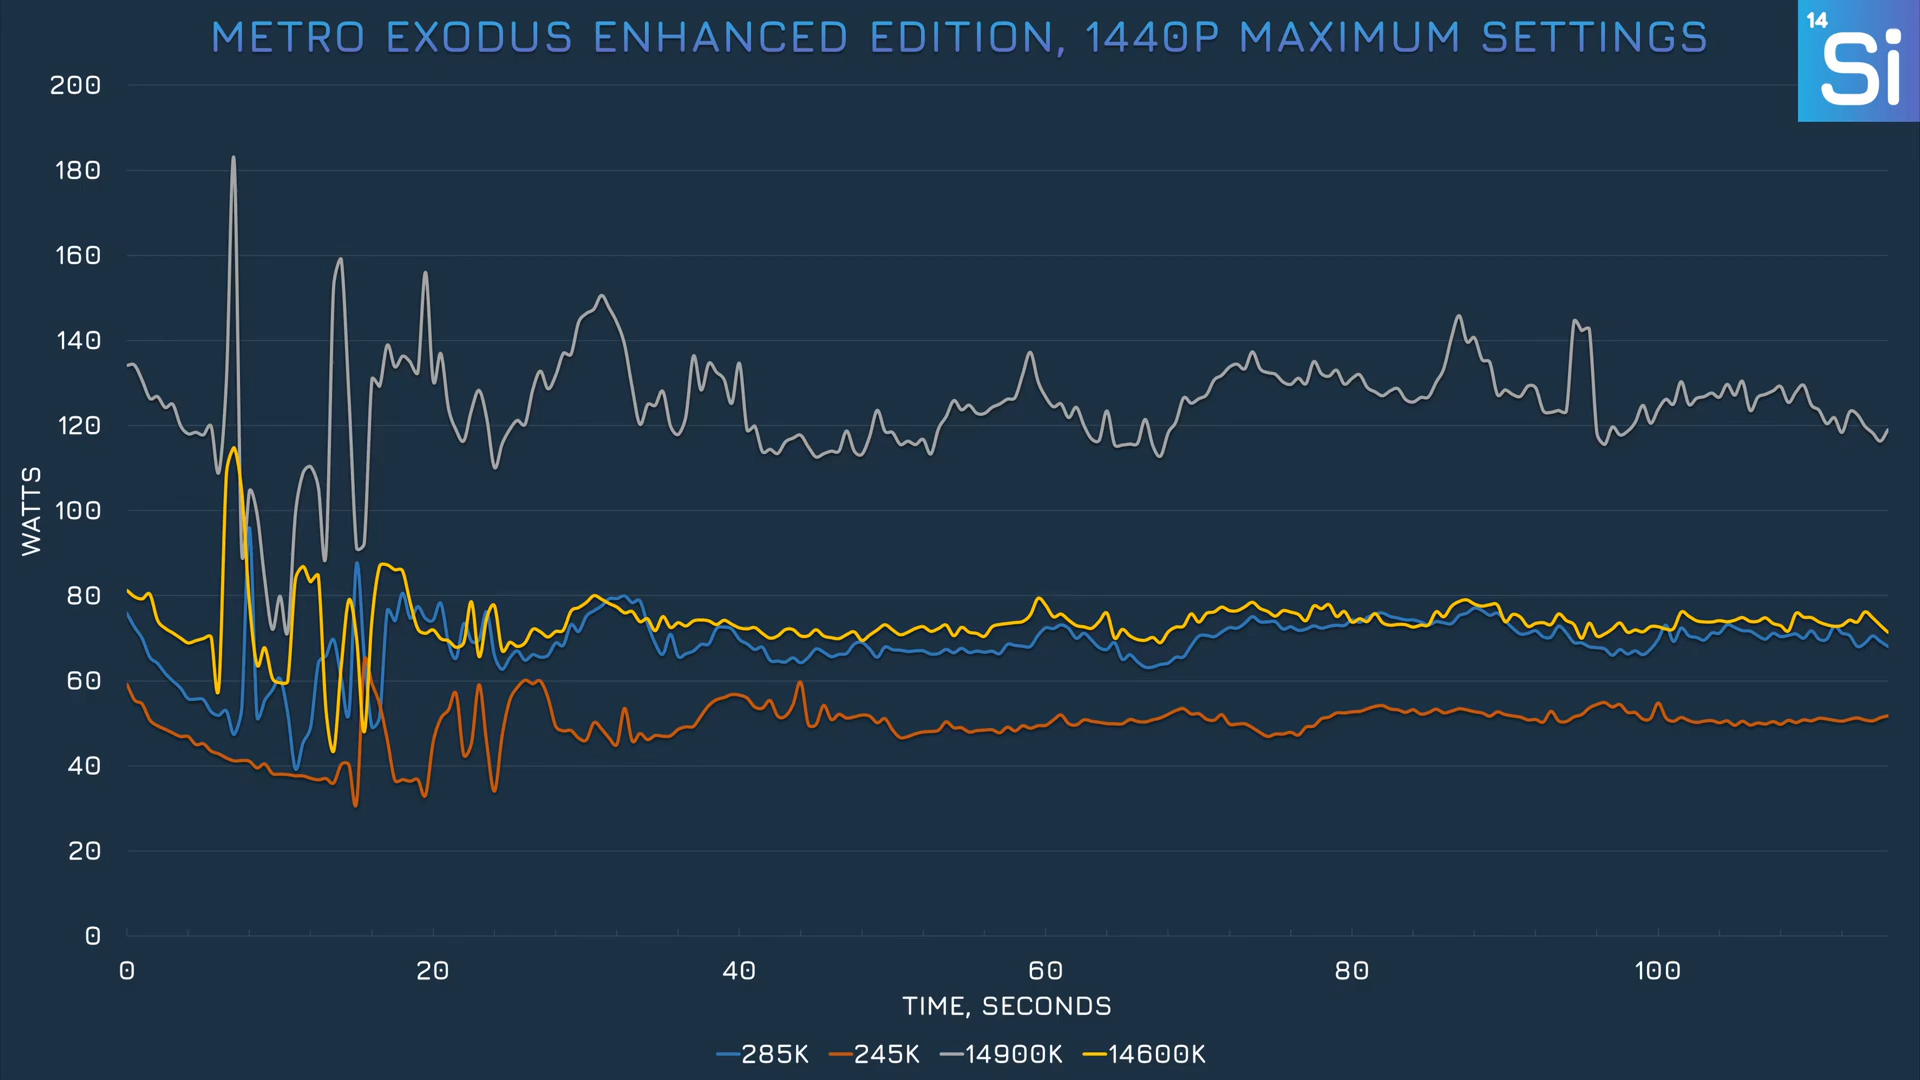 METRO EXODUS ENHANCED EDITION, 1440P MAXIMUM SETTINGS
14
Si
200
180
160
140
120
100
80
60
40
20
0
WATTS
0 20 40 60 80 100
TIME, SECONDS
285K 245K 14900K 14600K